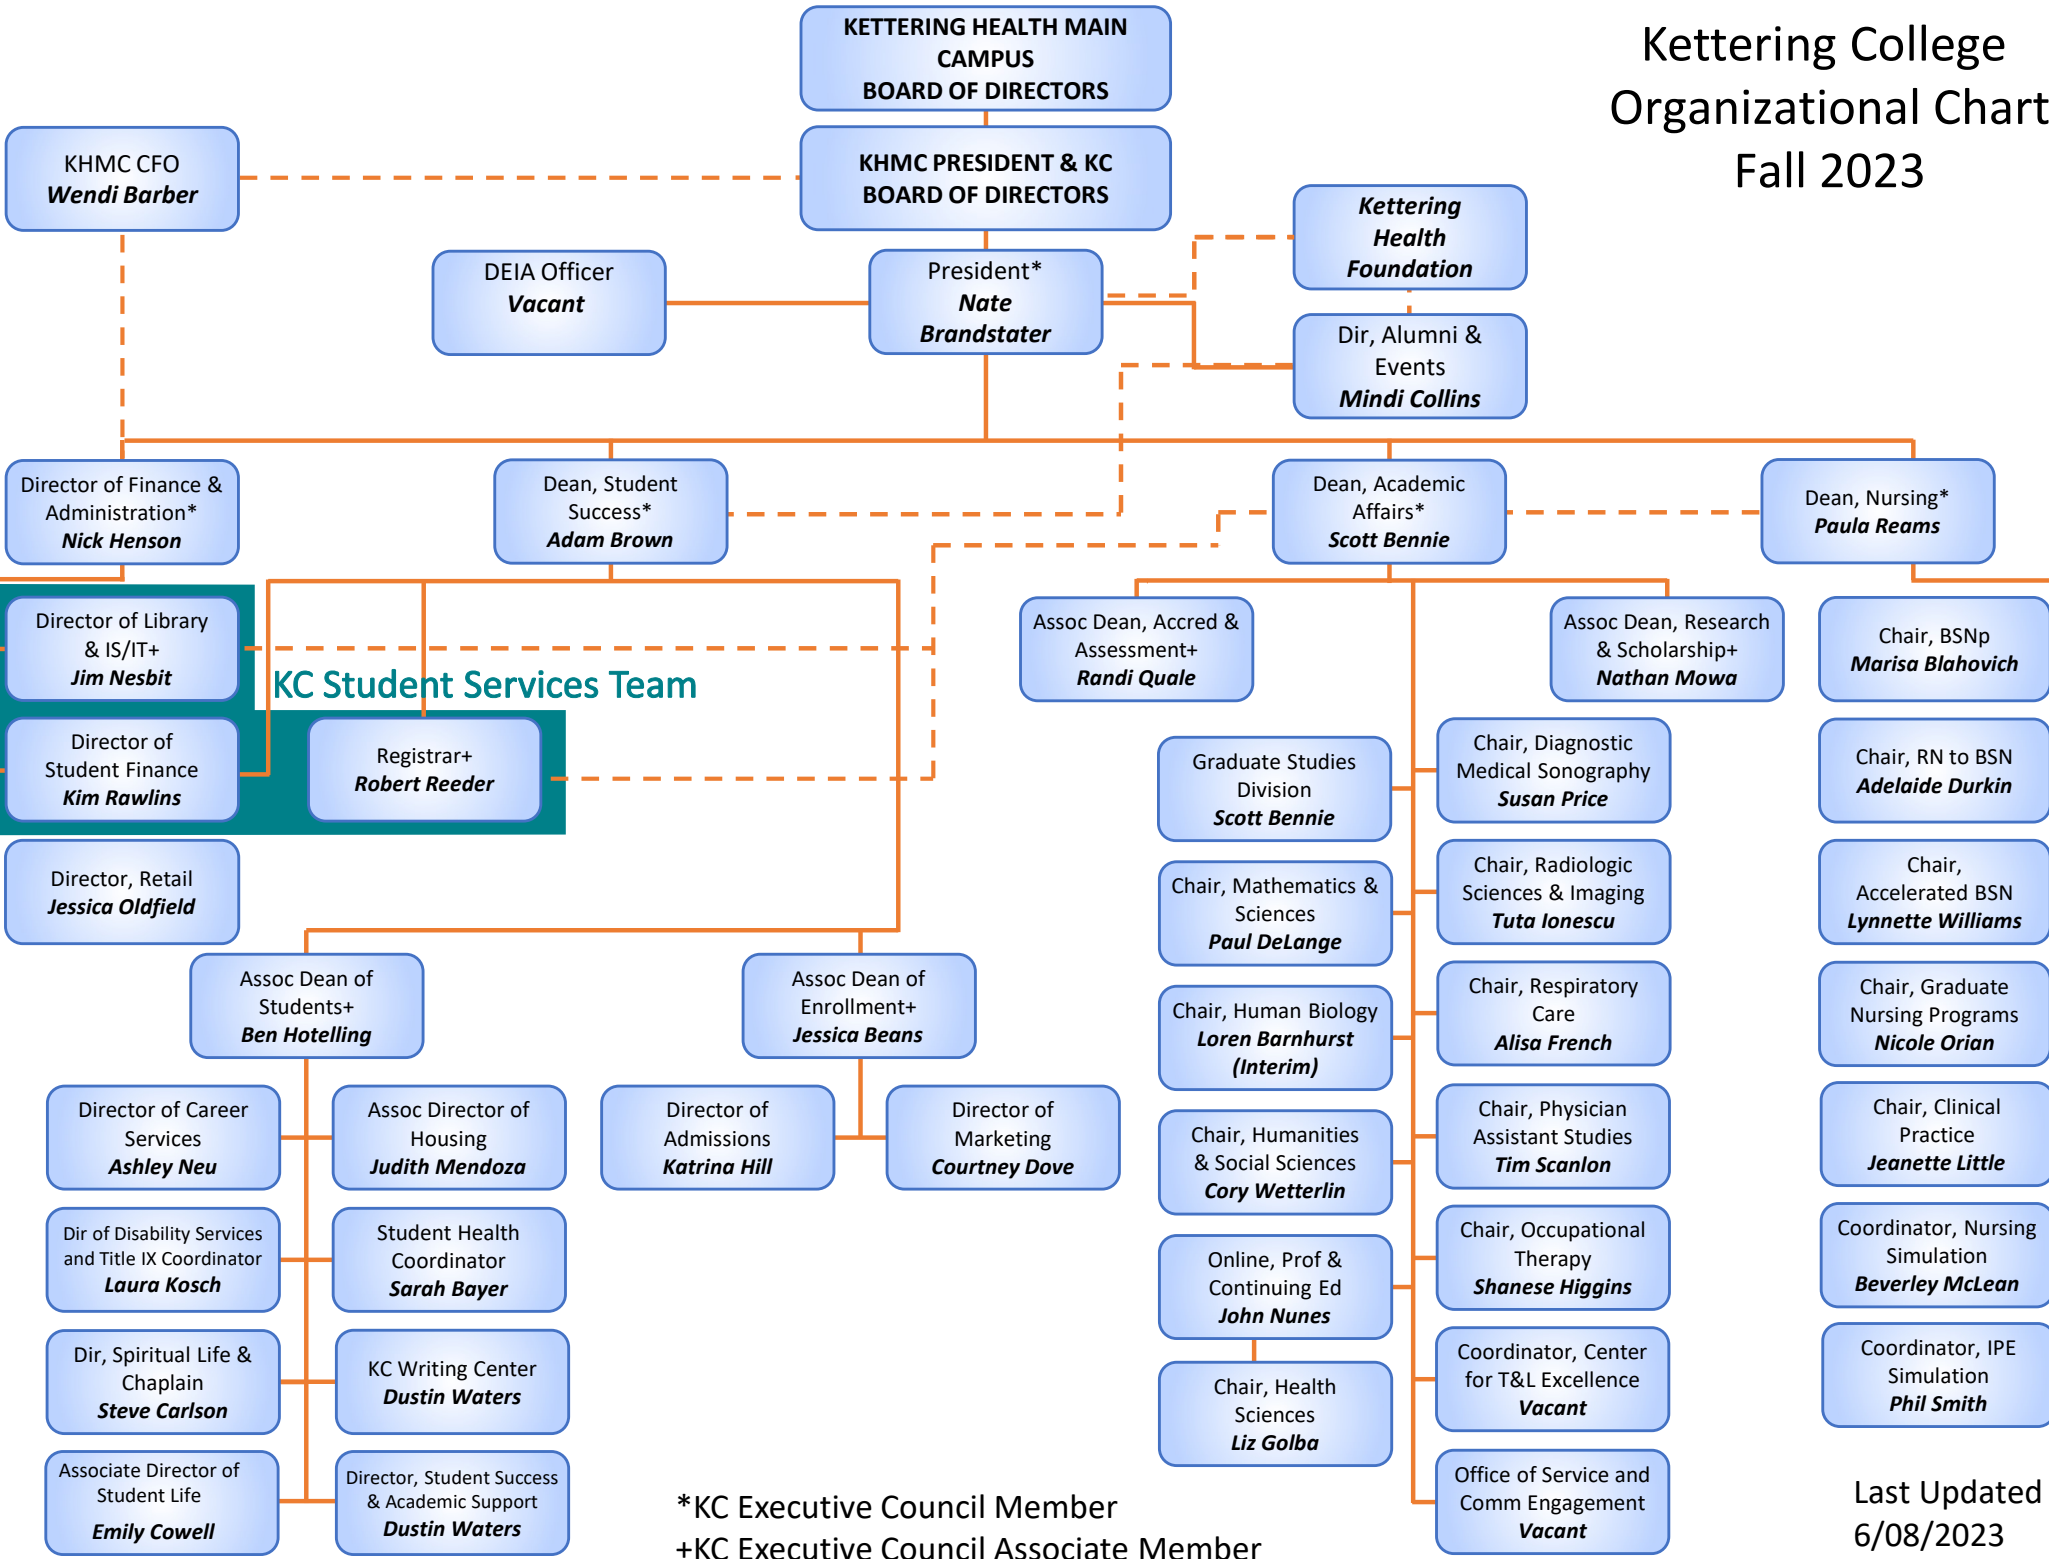 KETTERING HEALTH MAIN
CAMPUS
BOARD OF DIRECTORS
Kettering College
Organizational Chart
Fall 2023
KHMC CFO
Wendi Barber
KHMC PRESIDENT & KC
BOARD OF DIRECTORS
Kettering
Health
Foundation
DEIA Officer
Vacant
President*
Nate
Brandstater
Dir, Alumni &
Events
Mindi Collins
Director of Finance &
Administration*
Nick Henson
Dean, Student
Success*
Adam Brown
Dean, Academic
Affairs*
Scott Bennie
Dean, Nursing*
Paula Reams
Director of Library
& IS/IT+
Jim Nesbit
KC Student Services Team
Director of
Student Finance
Kim Rawlins
Registrar+
Robert Reeder
Director, Retail
Jessica Oldfield
Assoc Dean, Accred &
Assessment+
Randi Quale
Assoc Dean, Research
& Scholarship+
Nathan Mowa
Chair, BSNp
Marisa Blahovich
Graduate Studies
Division
Scott Bennie
Chair, Diagnostic
Medical Sonography
Susan Price
Chair, RN to BSN
Adelaide Durkin
Chair, Mathematics &
Sciences
Paul DeLange
Chair, Radiologic
Sciences & Imaging
Tuta Ionescu
Chair,
Accelerated BSN
Lynnette Williams
Assoc Dean of
Students+
Ben Hotelling
Assoc Dean of
Enrollment+
Jessica Beans
Chair, Human Biology
Loren Barnhurst
(Interim)
Chair, Respiratory
Care
Alisa French
Chair, Graduate
Nursing Programs
Nicole Orian
Director of Career
Services
Ashley Neu
Assoc Director of
Housing
Judith Mendoza
Director of
Admissions
Katrina Hill
Director of
Marketing
Courtney Dove
Chair, Humanities
& Social Sciences
Cory Wetterlin
Chair, Physician
Assistant Studies
Tim Scanlon
Chair, Clinical
Practice
Jeanette Little
Dir of Disability Services
and Title IX Coordinator
Laura Kosch
Student Health
Coordinator
Sarah Bayer
Online, Prof &
Continuing Ed
John Nunes
Chair, Occupational
Therapy
Shanese Higgins
Coordinator, Nursing
Simulation
Beverley McLean
Dir, Spiritual Life &
Chaplain
Steve Carlson
KC Writing Center
Dustin Waters
Chair, Health
Sciences
Liz Golba
Coordinator, Center
for T&L Excellence
Vacant
Coordinator, IPE
Simulation
Phil Smith
Associate Director of
Student Life
Emily Cowell
Director, Student Success
& Academic Support
Dustin Waters
Office of Service and
Comm Engagement
Vacant
*KC Executive Council Member
+KC Executive Council Associate Member
Last Updated
6/08/2023